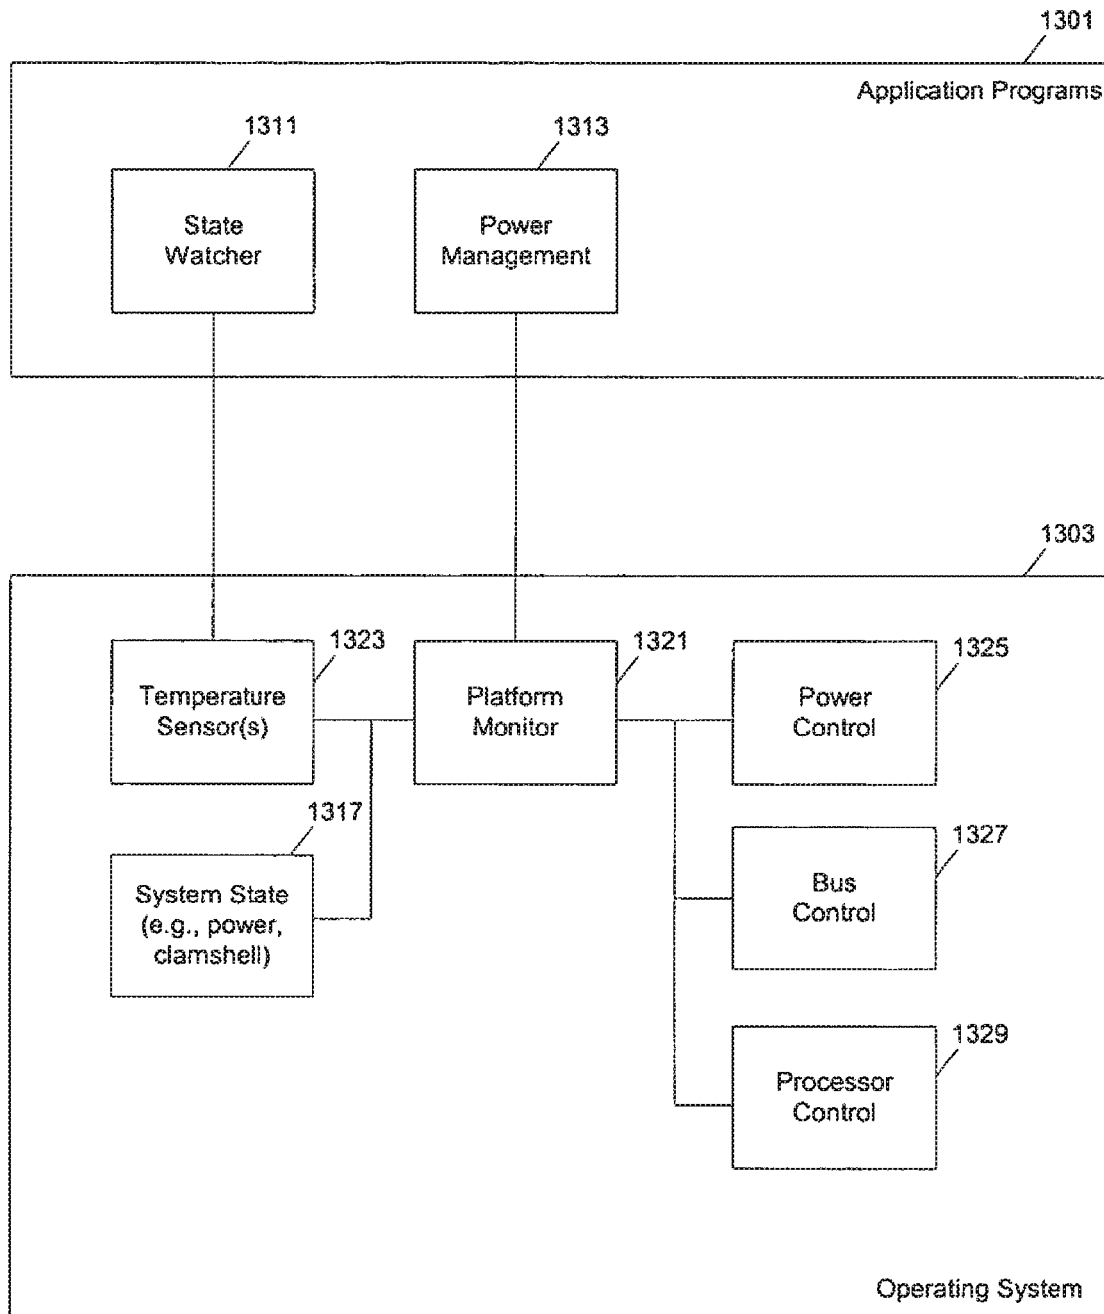 1301
Application Programs
1311
1313
State
Watcher
Power
Management
1303
1323
1321
1325
Temperature
Sensor(s)
Platform
Monitor
Power
Control
1317
1327
System State
(e.g., power,
clamshell)
Bus
Control
1329
Processor
Control
Operating System